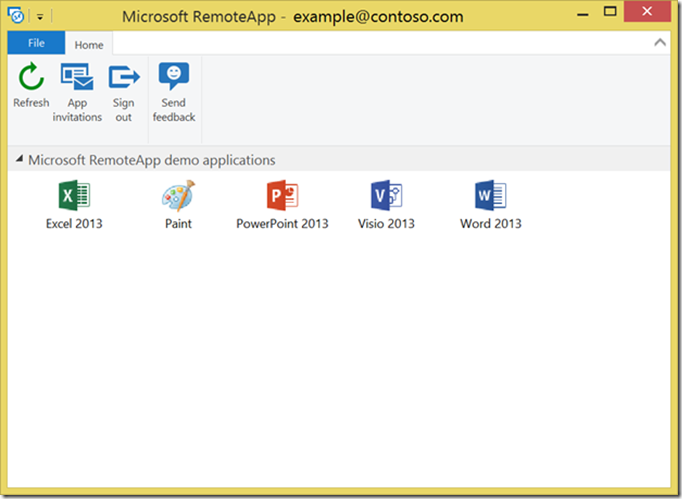 Microsoft RemoteApp - example@contoso.com
File Home
Refresh App invitations Sign out Send feedback
Microsoft RemoteApp demo applications
Excel 2013 Paint PowerPoint 2013 Visio 2013 Word 2013